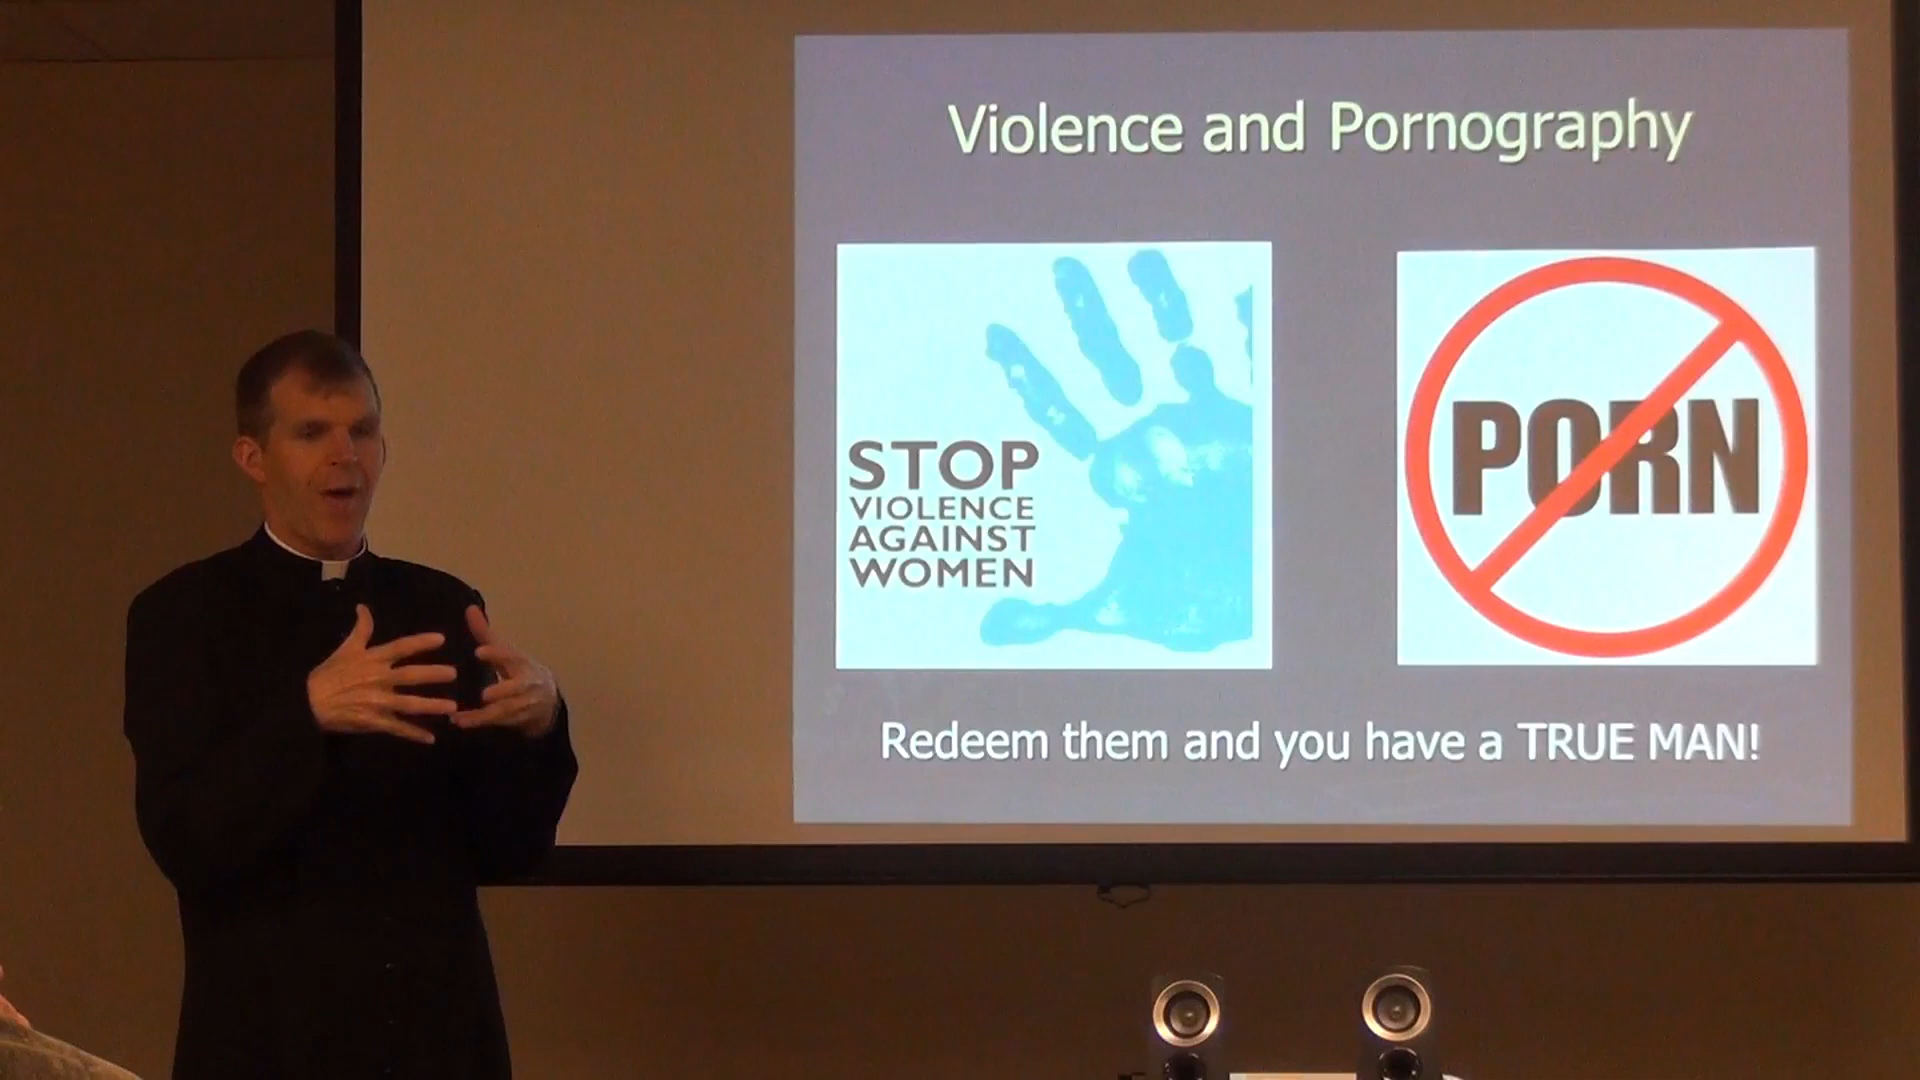 Violence and Pornography
STOP
VIOLENCE
AGAINST
WOMEN
PORN
Redeem them and you have a TRUE MAN!